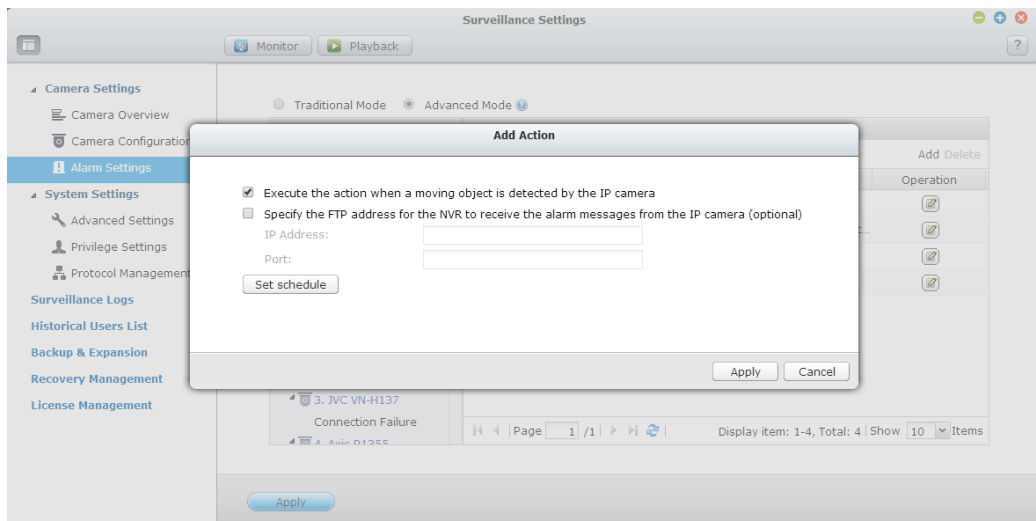 Surveillance Settings
Monitor Playback ?
Camera Settings
Camera Overview
Camera Configuration
Alarm Settings
System Settings
Advanced Settings
Privilege Settings
Protocol Management
Surveillance Logs
Historical Users List
Backup & Expansion
Recovery Management
License Management
Traditional Mode Advanced Mode
Add Delete
Operation
Add Action
Execute the action when a moving object is detected by the IP camera
Specify the FTP address for the NVR to receive the alarm messages from the IP camera (optional)
IP Address:
Port:
Set schedule
Apply Cancel
3. JVC VN-H137
Connection Failure
4. Axis P1355
Page 1 /1 Display item: 1-4, Total: 4 Show 10 Items
Apply